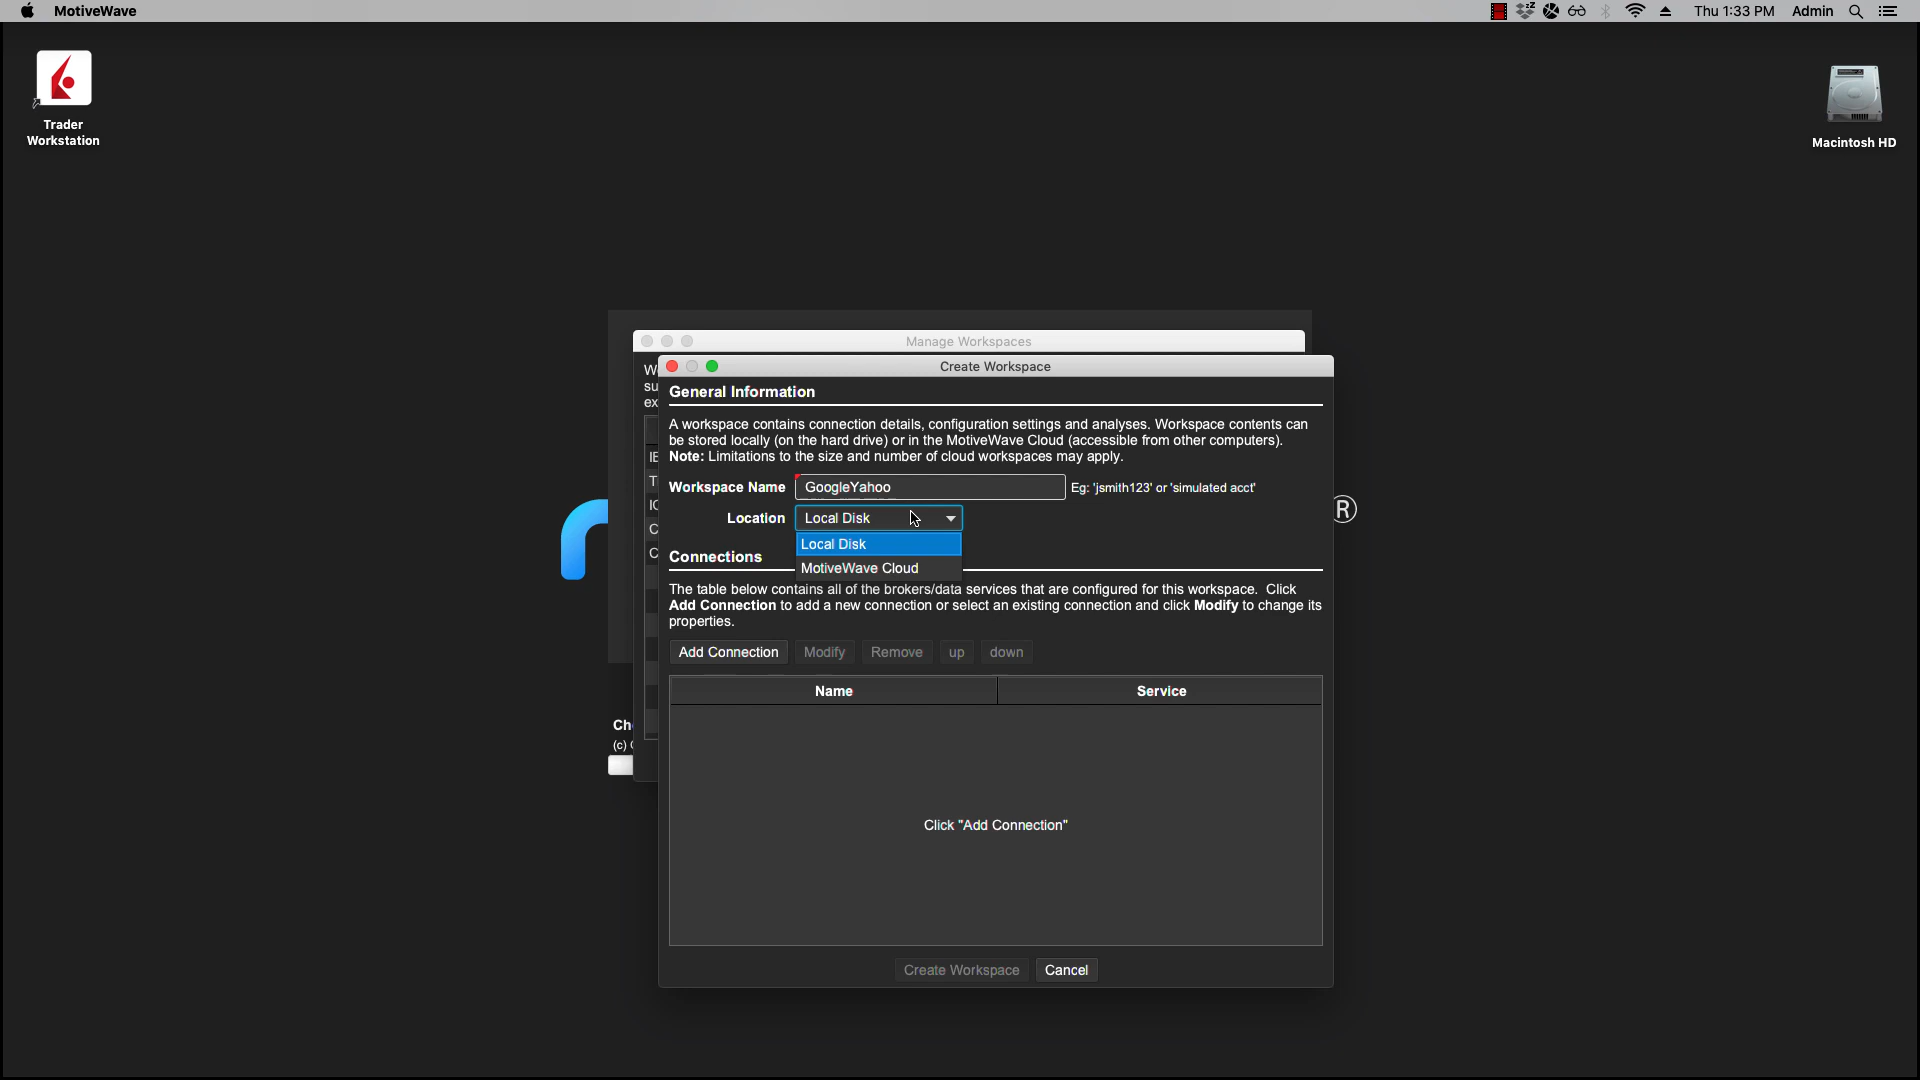 MotiveWave
Thu 1:33 PM Admin
Trader
Workstation
Macintosh HD
Manage Workspaces
Create Workspace
General Information
A workspace contains connection details, configuration settings and analyses. Workspace contents can
be stored locally (on the hard drive) or in the MotiveWave Cloud (accessible from other computers).
Note: Limitations to the size and number of cloud workspaces may apply.
Workspace Name GoogleYahoo Eg: 'jsmith123' or 'simulated acct'
Location Local Disk
Local Disk
MotiveWave Cloud
Connections
The table below contains all of the brokers/data services that are configured for this workspace. Click
Add Connection to add a new connection or select an existing connection and click Modify to change its
properties.
Add Connection Modify Remove up down
Name Service
Click "Add Connection"
Create Workspace Cancel
W
su
ex
T
Ch
(c)
®